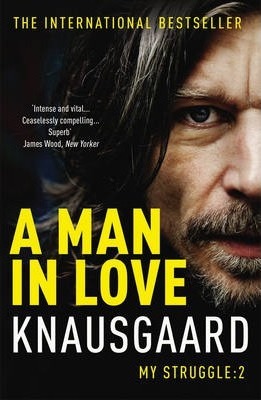 THE INTERNATIONAL BESTSELLER
'Intense and vital...
Ceaselessly compelling...
Superb'
James Wood, New Yorker
A MAN
IN LOVE
KNAUSGAARD
MY STRUGGLE:2